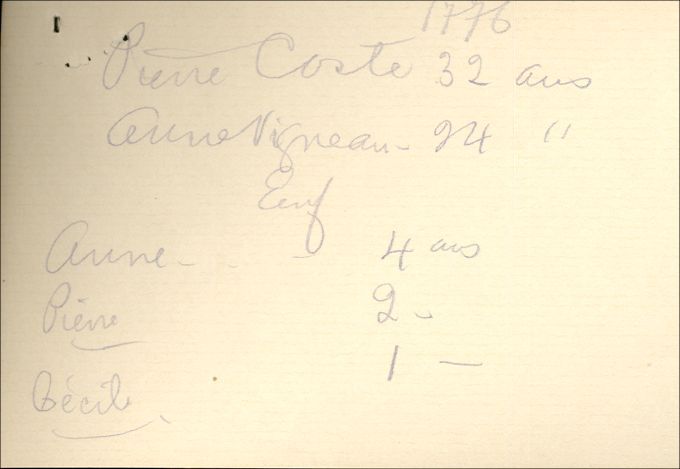 1776
Pierre Coste 32 ans
Anne Vigneau - 24 "
Enf
Anne - - - 4 ans
Pierre 2 -
1 -
Cécile